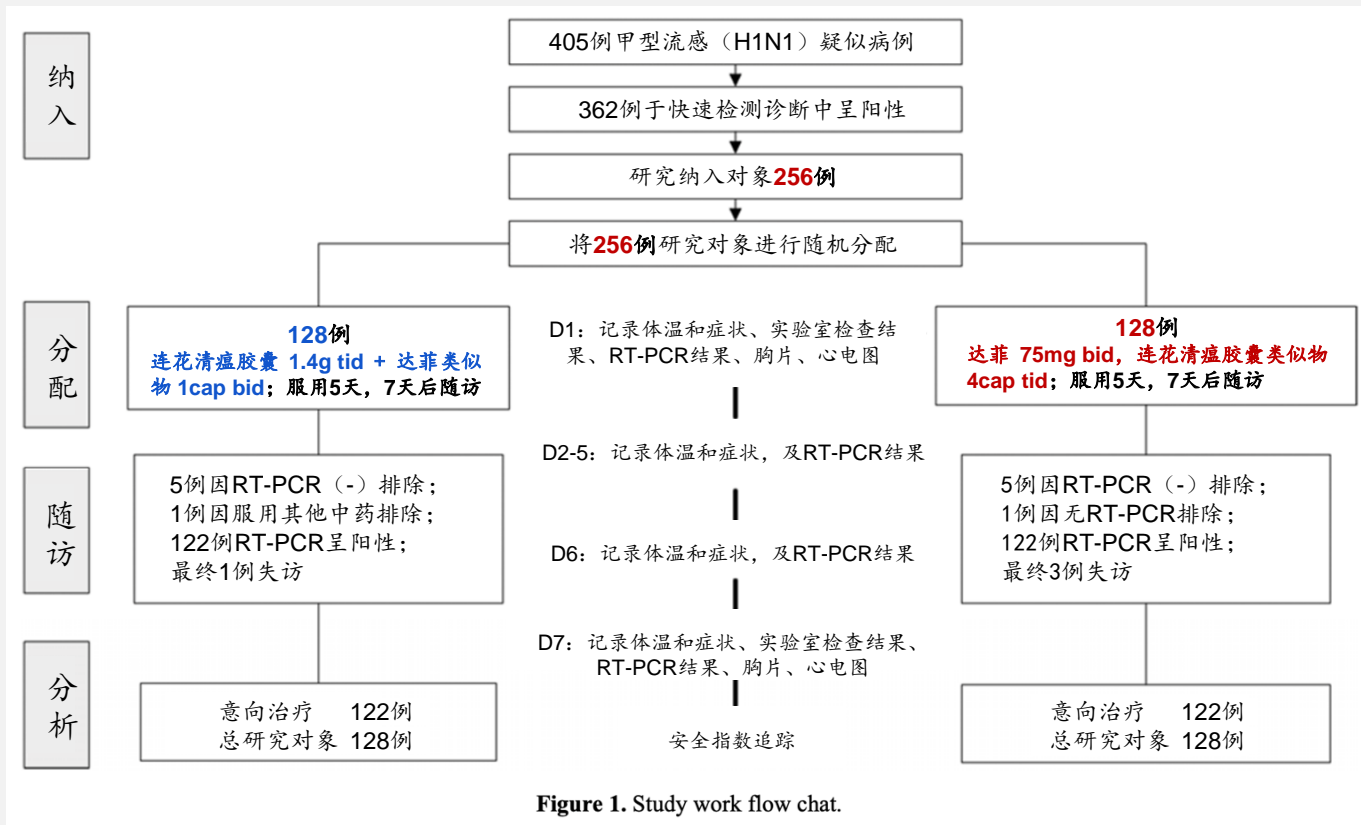 纳入
405例甲型流感（H1N1）疑似病例
362例于快速检测诊断中呈阳性
研究纳入对象256例
将256例研究对象进行随机分配
分配
128例
连花清瘟胶囊 1.4g tid + 达菲类似
物 1cap bid；服用5天，7天后随访
D1：记录体温和症状、实验室检查结
果、RT-PCR结果、胸片、心电图
128例
达菲 75mg bid，连花清瘟胶囊类似物
4cap tid；服用5天，7天后随访
随访
5例因RT-PCR（-）排除；
1例因服用其他中药排除；
122例RT-PCR呈阳性；
最终1例失访
D2-5：记录体温和症状，及RT-PCR结果
D6：记录体温和症状，及RT-PCR结果
5例因RT-PCR（-）排除；
1例因无RT-PCR排除；
122例RT-PCR呈阳性；
最终3例失访
分析
意向治疗 122例
总研究对象 128例
D7：记录体温和症状、实验室检查结果、
RT-PCR结果、胸片、心电图
安全指数追踪
意向治疗 122例
总研究对象 128例
Figure 1. Study work flow chat.